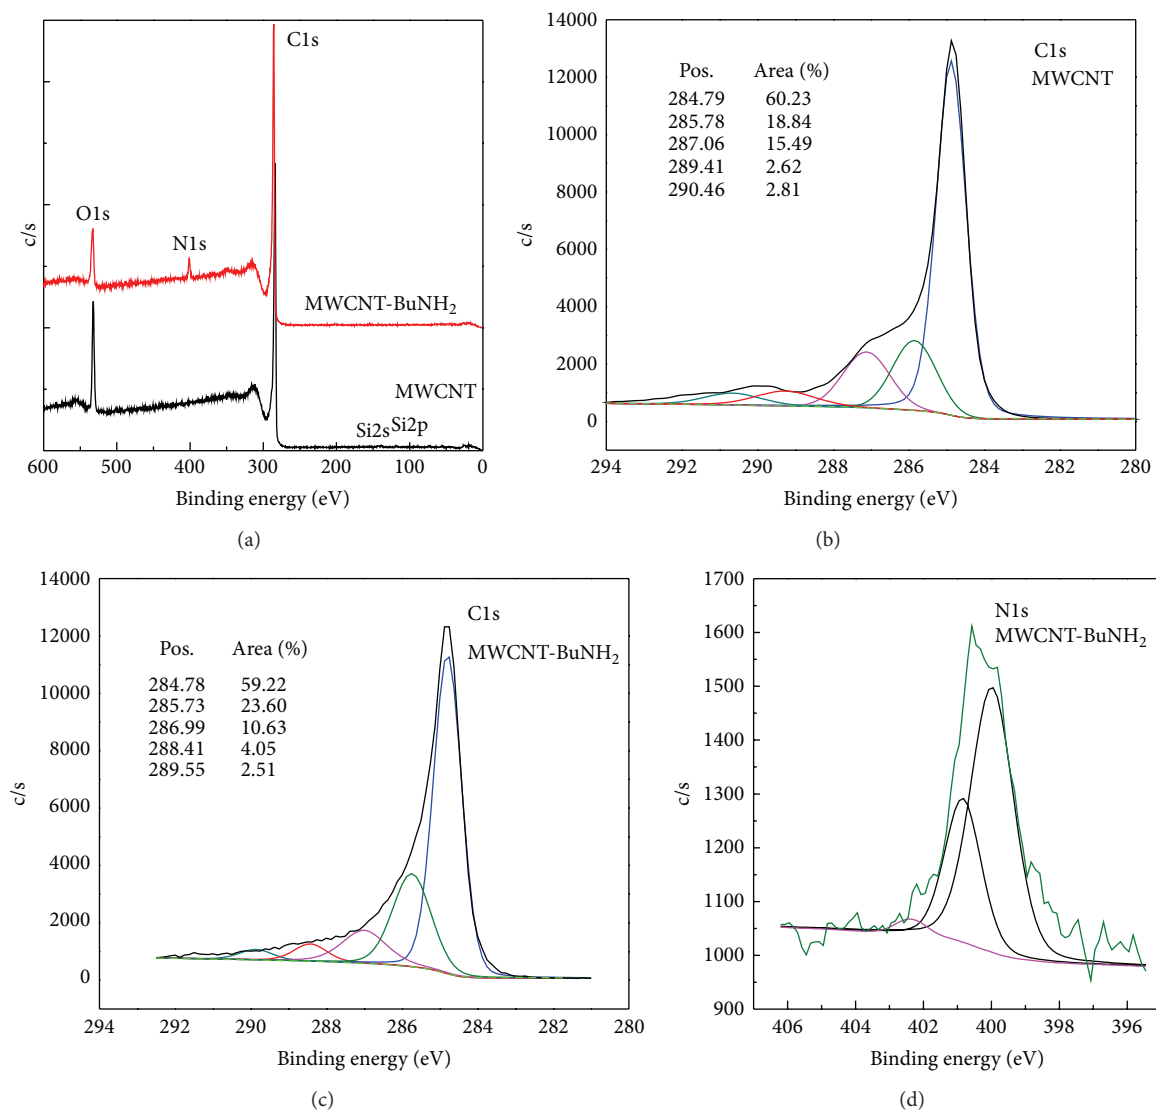 C1s
O1s
N1s
MWCNT-BuNH2
MWCNT
Si2s Si2p
c/s
600 500 400 300 200 100 0
Binding energy (eV)
(a)
14000
12000
10000
8000
6000
4000
2000
0
c/s
C1s
MWCNT
Pos. Area (%)
284.79 60.23
285.78 18.84
287.06 15.49
289.41 2.62
290.46 2.81
294 292 290 288 286 284 282 280
Binding energy (eV)
(b)
14000
12000
10000
8000
6000
4000
2000
0
c/s
C1s
MWCNT-BuNH2
Pos. Area (%)
284.78 59.22
285.73 23.60
286.99 10.63
288.41 4.05
289.55 2.51
294 292 290 288 286 284 282 280
Binding energy (eV)
(c)
1700
1600
1500
1400
1300
1200
1100
1000
900
c/s
N1s
MWCNT-BuNH2
406 404 402 400 398 396
Binding energy (eV)
(d)